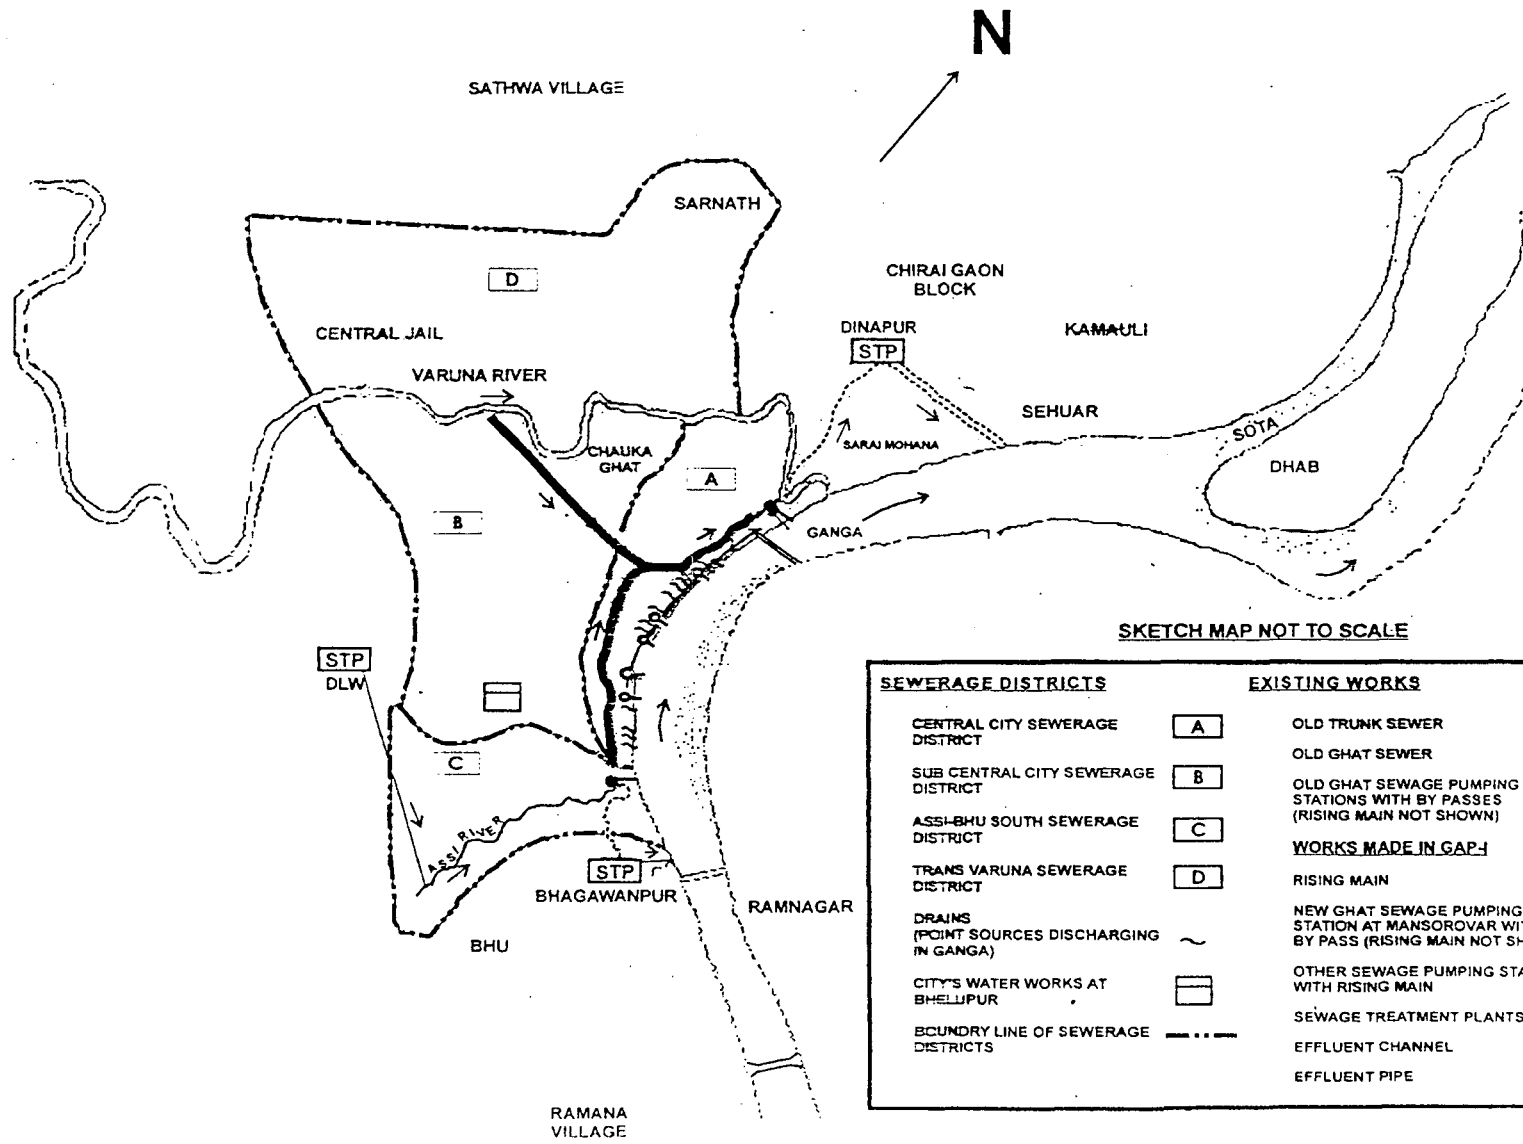 N
SATHWA VILLAGE
SARNATH
D
CHIRAI GAON
BLOCK
CENTRAL JAIL
DINAPUR
STP
KAMAULI
VARUNA RIVER
SEHUAR
SOTA
CHAUKA
GHAT
SARAI MOHANA
DHAB
A
B
GANGA
SKETCH MAP NOT TO SCALE
STP
DLW
C
ASSI RIVER
STP
BHAGAWANPUR
RAMNAGAR
BHU
RAMANA
VILLAGE
SEWERAGE DISTRICTS
CENTRAL CITY SEWERAGE
DISTRICT
A
SUB CENTRAL CITY SEWERAGE
DISTRICT
B
ASSI-BHU SOUTH SEWERAGE
DISTRICT
C
TRANS VARUNA SEWERAGE
DISTRICT
D
DRAINS
(POINT SOURCES DISCHARGING
IN GANGA)
CITY'S WATER WORKS AT
BHELUPUR
BOUNDRY LINE OF SEWERAGE
DISTRICTS
EXISTING WORKS
OLD TRUNK SEWER
OLD GHAT SEWER
OLD GHAT SEWAGE PUMPING
STATIONS WITH BY PASSES
(RISING MAIN NOT SHOWN)
WORKS MADE IN GAP-I
RISING MAIN
NEW GHAT SEWAGE PUMPING
STATION AT MANSOROVAR WI
BY PASS (RISING MAIN NOT SH
OTHER SEWAGE PUMPING STA
WITH RISING MAIN
SEWAGE TREATMENT PLANTS
EFFLUENT CHANNEL
EFFLUENT PIPE